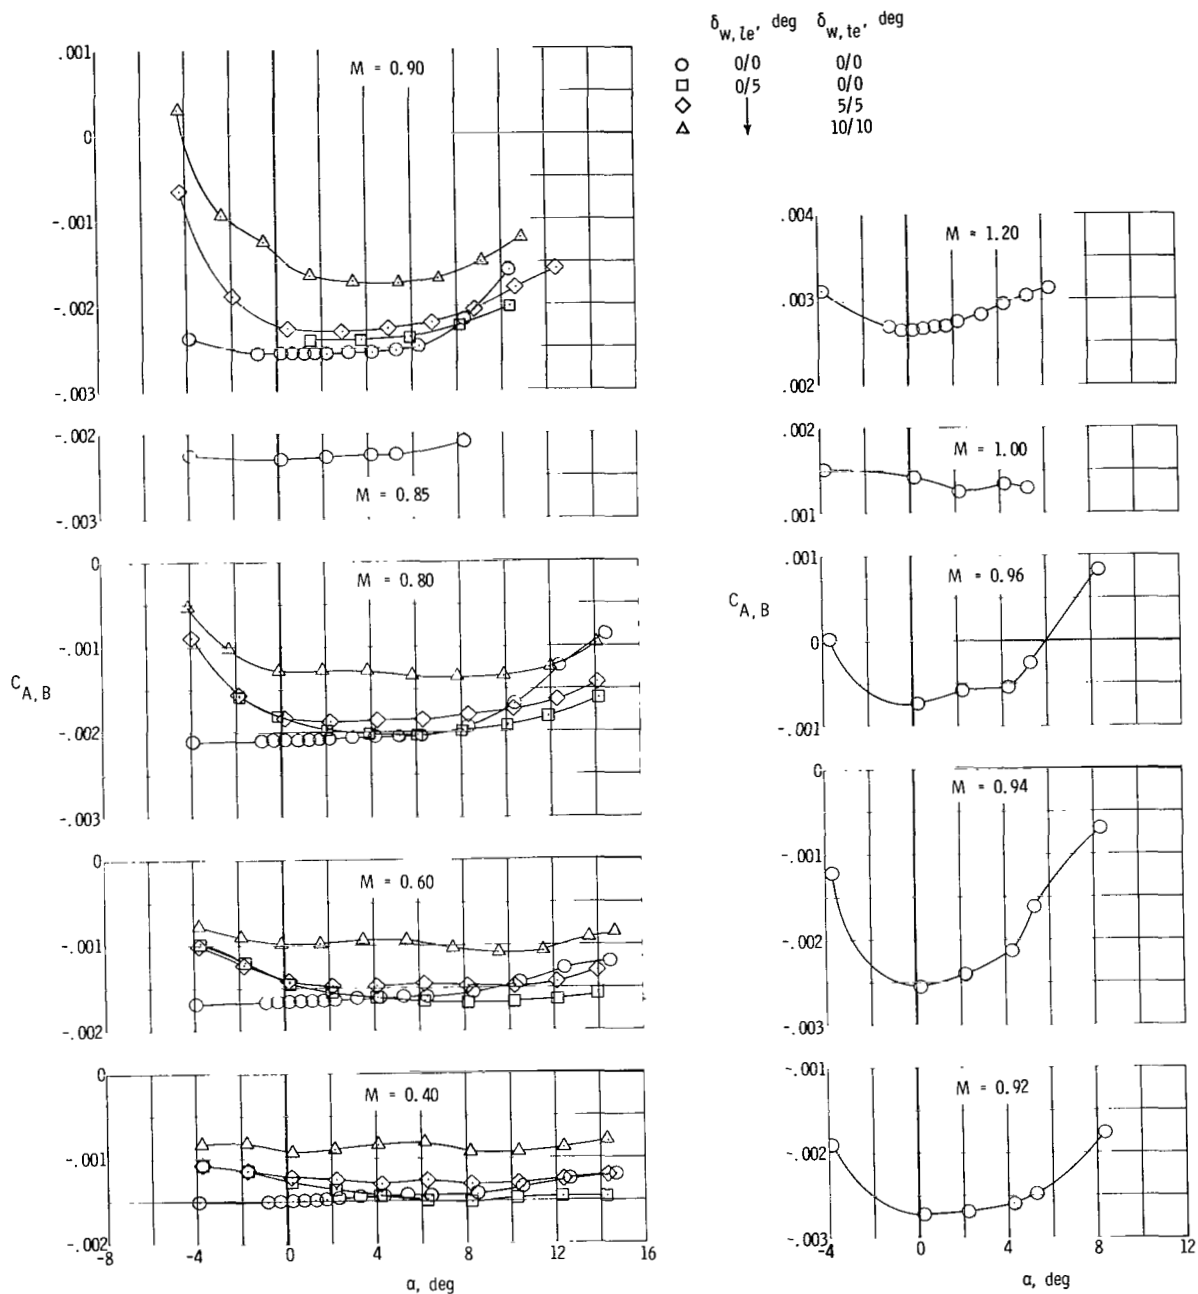 δw,le, deg δw,te, deg
0/0 0/0
0/5 0/0
5/5
10/10
M = 0.90
.001
0
-.001
-.002
-.003
M = 0.85
-.002
-.003
M = 0.80
0
-.001
-.002
-.003
CA,B
M = 0.60
0
-.001
-.002
M = 0.40
0
-.001
-.002
-8 -4 0 4 8 12 16
α, deg
M = 1.20
.004
.003
.002
M = 1.00
.002
.001
M = 0.96
.001
0
-.001
CA,B
M = 0.94
0
-.001
-.002
-.003
M = 0.92
-.001
-.002
-.003
-4 0 4 8 12
α, deg